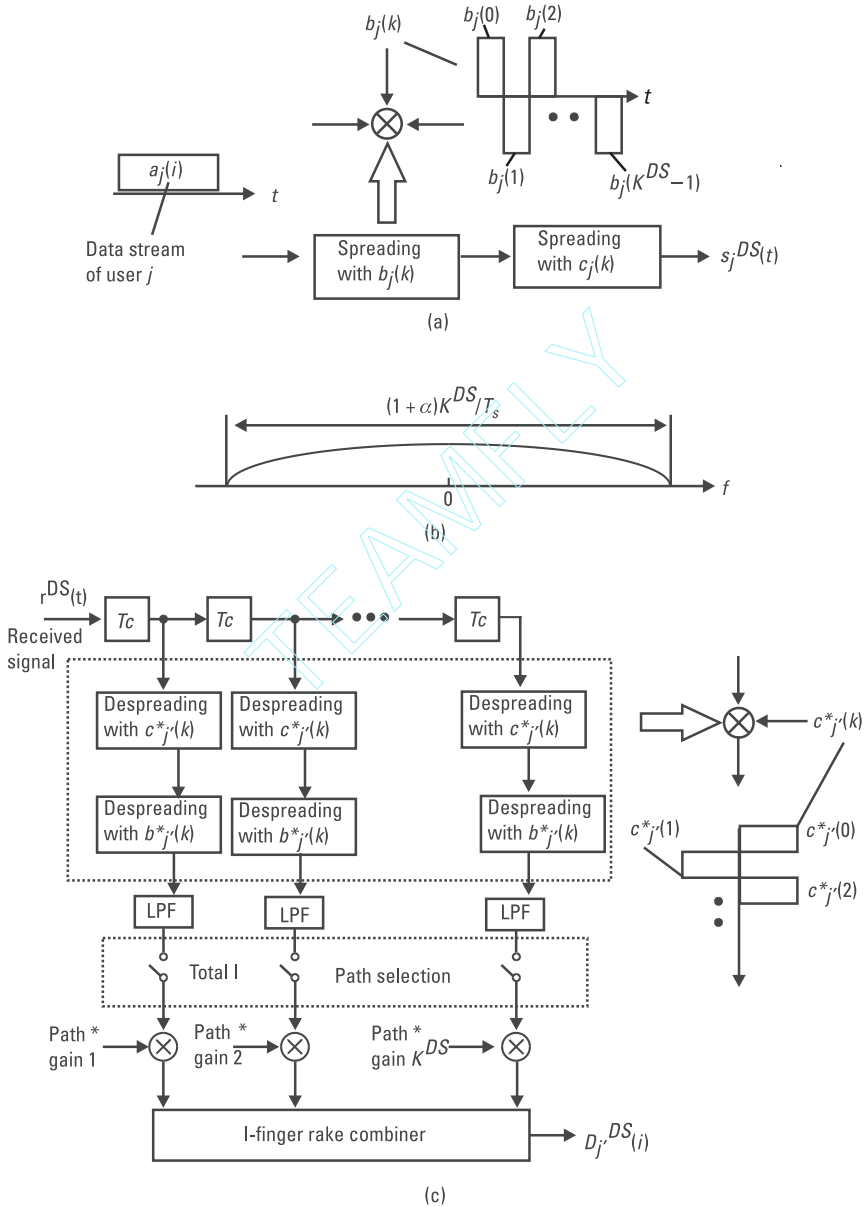 b_j(k)
b_j(0)
b_j(2)
t
b_j(1)
b_j(K^DS−1)
a_j(i)
t
Data stream
of user j
Spreading
with b_j(k)
Spreading
with c_j(k)
s_j^DS(t)
(a)
(1 + α)K^DS/T_s
0
f
(b)
TEAMFLY
r^DS(t)
Received
signal
Tc
Tc
Tc
Despreading
with c*_j'(k)
Despreading
with c*_j'(k)
Despreading
with c*_j'(k)
Despreading
with b*_j'(k)
Despreading
with b*_j'(k)
Despreading
with b*_j'(k)
c*_j'(k)
c*_j'(1)
c*_j'(0)
c*_j'(2)
LPF
LPF
LPF
Total I
Path selection
Path *
gain 1
Path *
gain 2
Path *
gain K^DS
I-finger rake combiner
D_j'^DS(i)
(c)